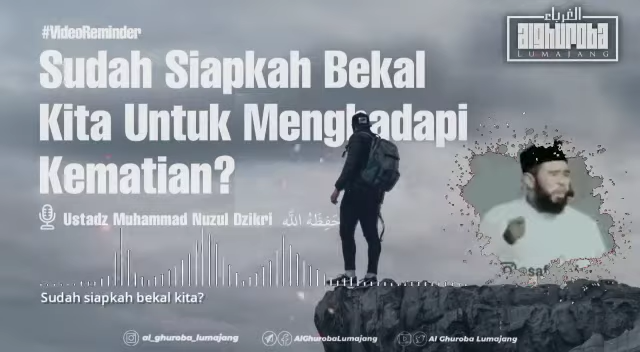 #VideoReminder
الغرباء
alghuroba
LUMAJANG
Sudah Siapkah Bekal
Kita Untuk Menghadapi
Kematian?
Ustadz Muhammad Nuzul Dzikri حَفِظَهُ اللَّه
Sudah siapkah bekal kita?
al_ghuroba_lumajang
AlGhurobaLumajang
Al Ghuroba Lumajang